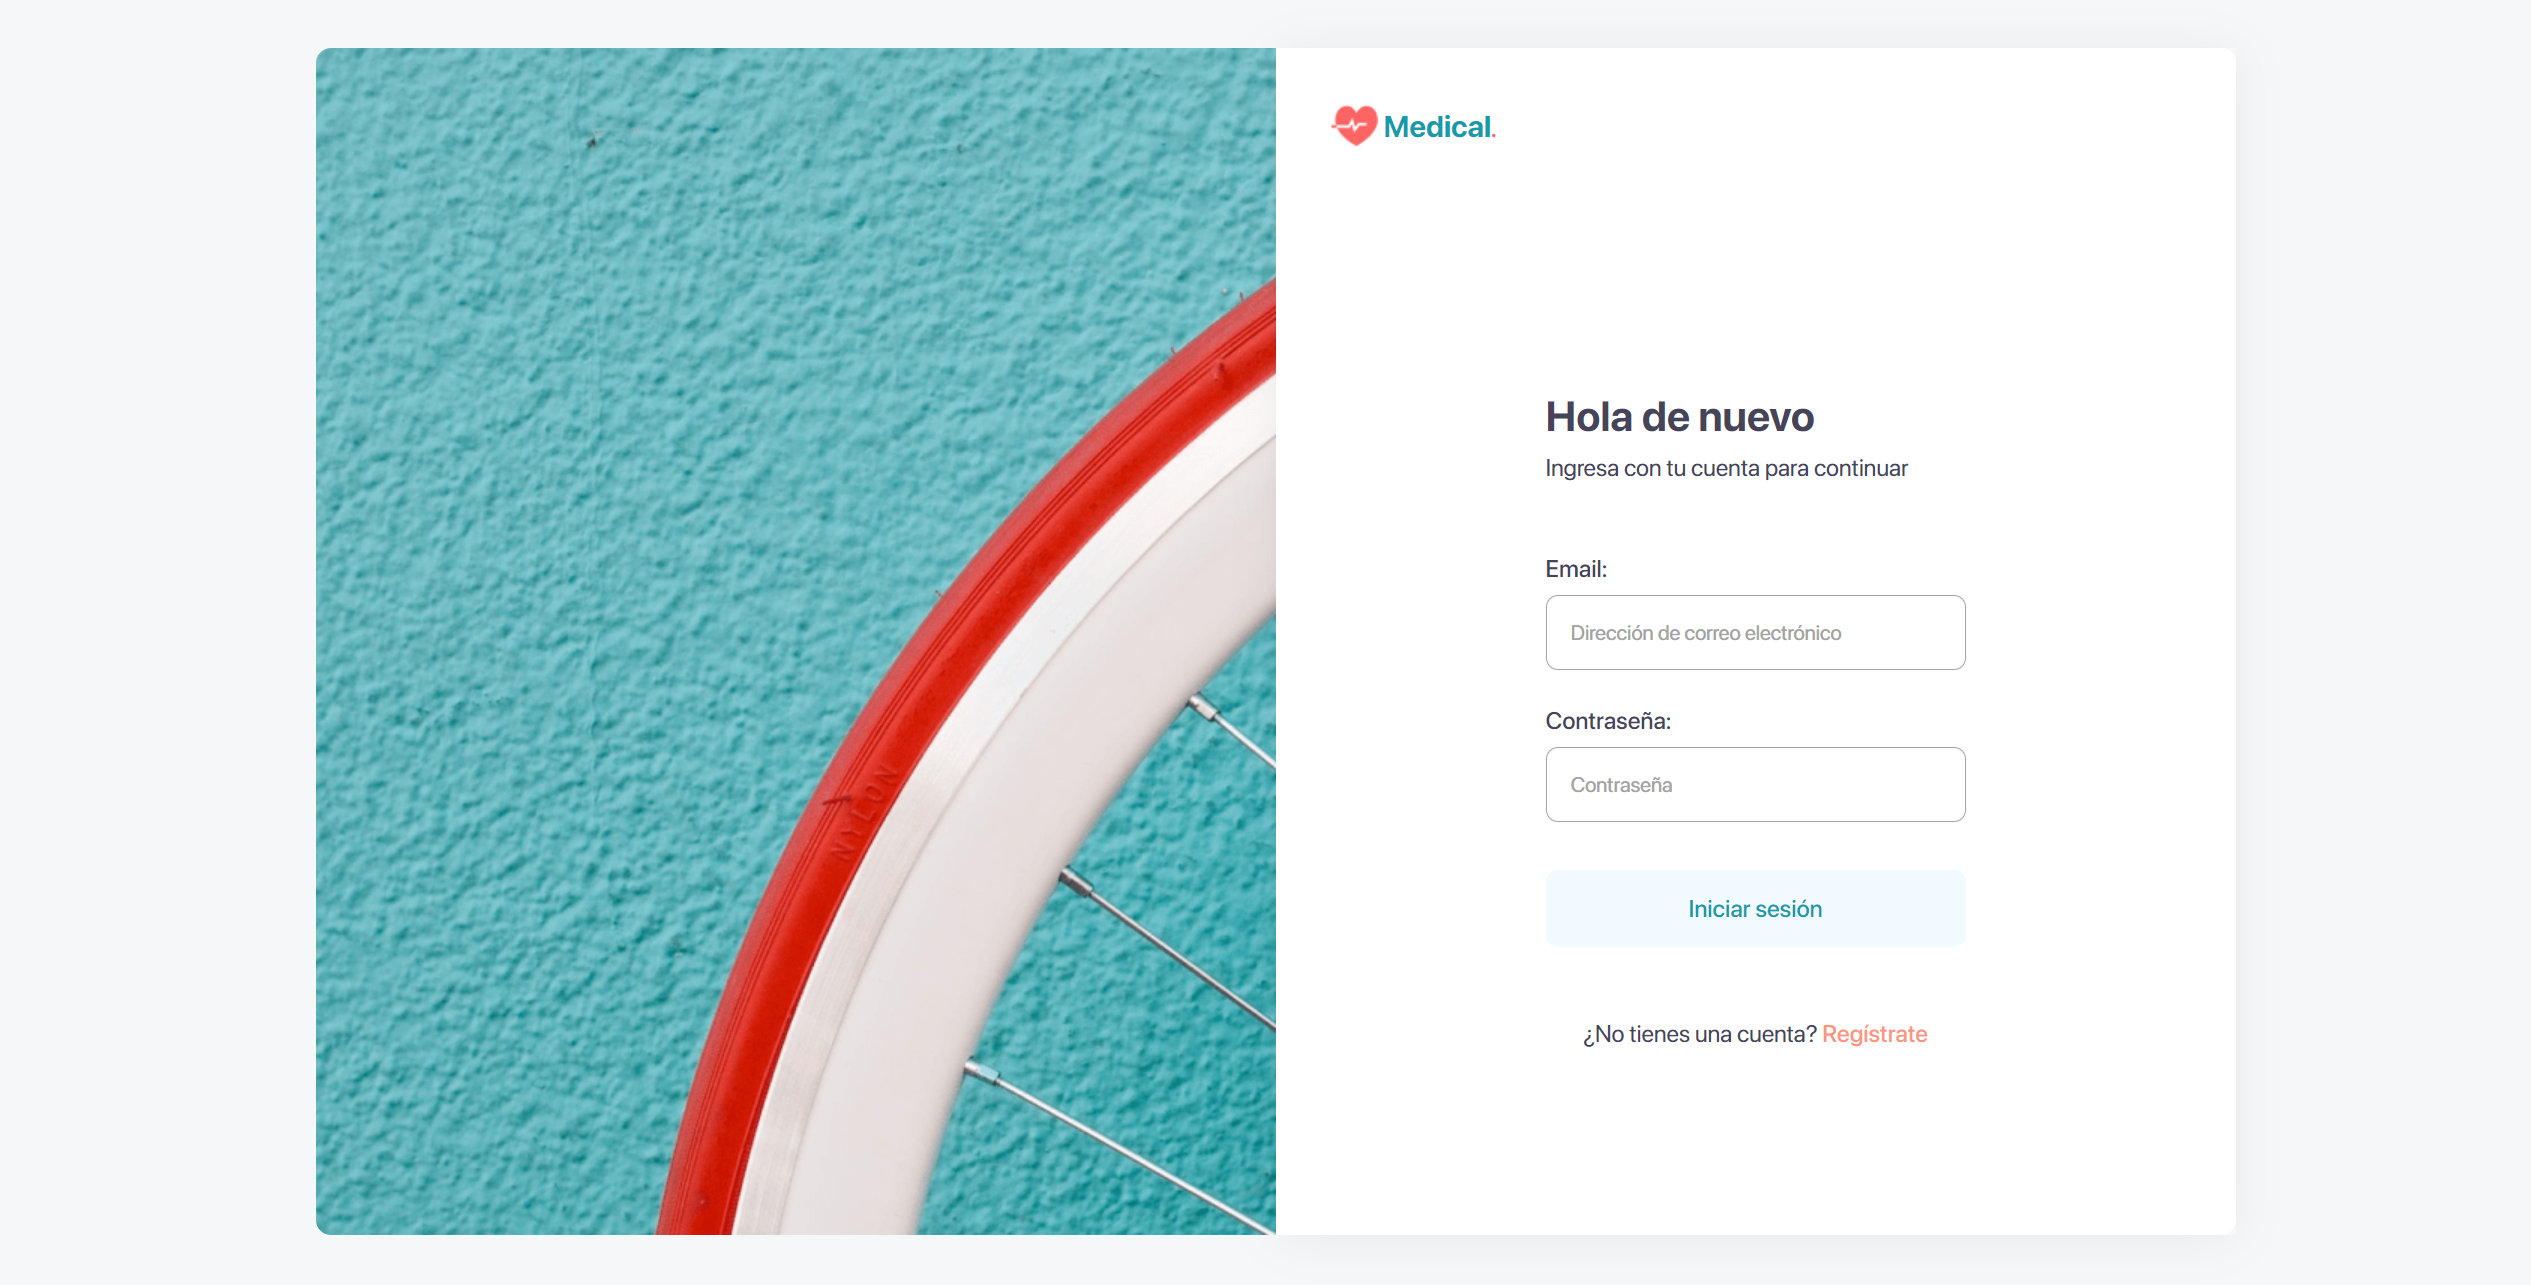 Medical.
Hola de nuevo
Ingresa con tu cuenta para continuar
Email:
Dirección de correo electrónico
Contraseña:
Contraseña
Iniciar sesión
¿No tienes una cuenta? Regístrate
NYLON